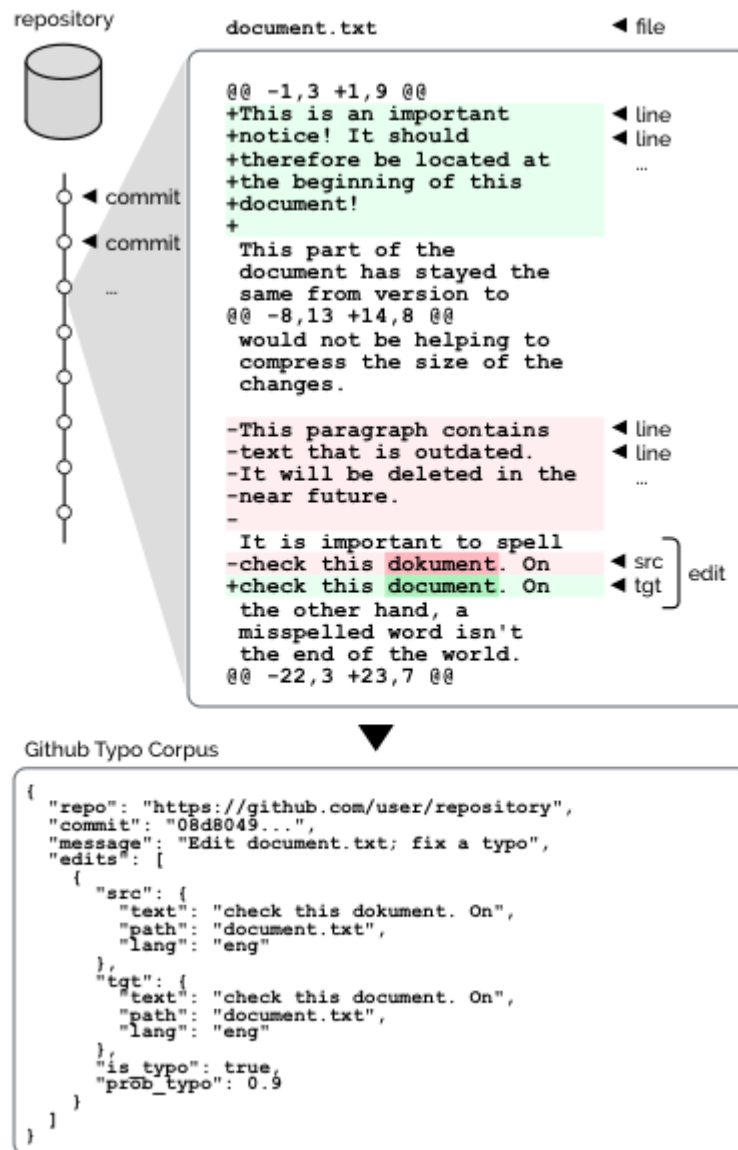 repository
document.txt ◄ file
@@ -1,3 +1,9 @@
+This is an important ◄ line
+notice! It should ◄ line
+therefore be located at ...
+the beginning of this
◄ commit
+document!
+
◄ commit
This part of the
document has stayed the
...
same from version to
@@ -8,13 +14,8 @@
would not be helping to
compress the size of the
changes.
-This paragraph contains ◄ line
-text that is outdated. ◄ line
-It will be deleted in the ...
-near future.
-
It is important to spell
-check this dokument. On ◄ src
+check this document. On ◄ tgt
edit
the other hand, a
misspelled word isn't
the end of the world.
@@ -22,3 +23,7 @@
Github Typo Corpus
{
"repo": "https://github.com/user/repository",
"commit": "08d8049...",
"message": "Edit document.txt; fix a typo",
"edits": [
{
"src": {
"text": "check this dokument. On",
"path": "document.txt",
"lang": "eng"
},
"tgt": {
"text": "check this document. On",
"path": "document.txt",
"lang": "eng"
},
"is_typo": true,
"prob_typo": 0.9
}
]
}